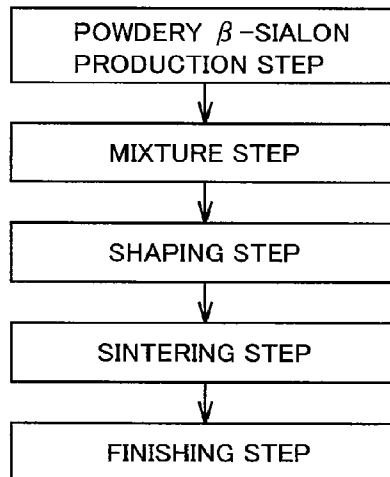 POWDERY β-SIALON
PRODUCTION STEP
MIXTURE STEP
SHAPING STEP
SINTERING STEP
FINISHING STEP